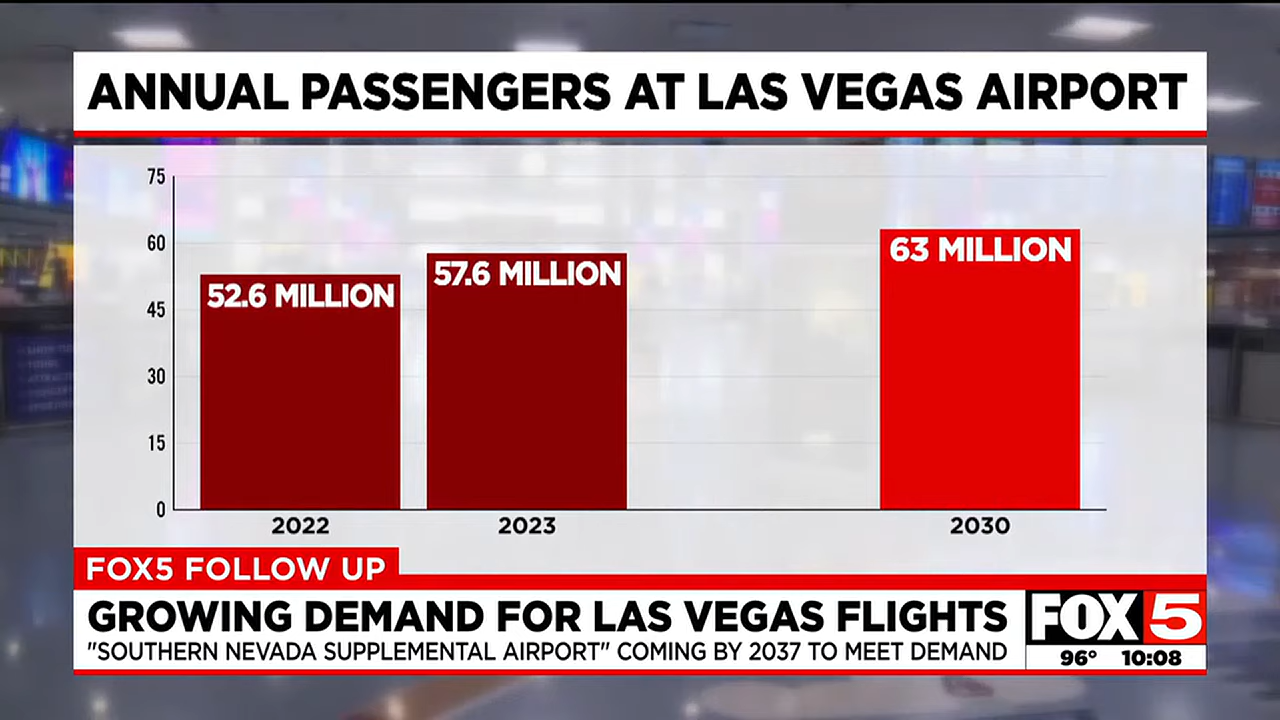 ANNUAL PASSENGERS AT LAS VEGAS AIRPORT
75
60
45
30
15
0
52.6 MILLION
57.6 MILLION
63 MILLION
2022
2023
2030
FOX5 FOLLOW UP
GROWING DEMAND FOR LAS VEGAS FLIGHTS
"SOUTHERN NEVADA SUPPLEMENTAL AIRPORT" COMING BY 2037 TO MEET DEMAND
FOX 5
96° 10:08